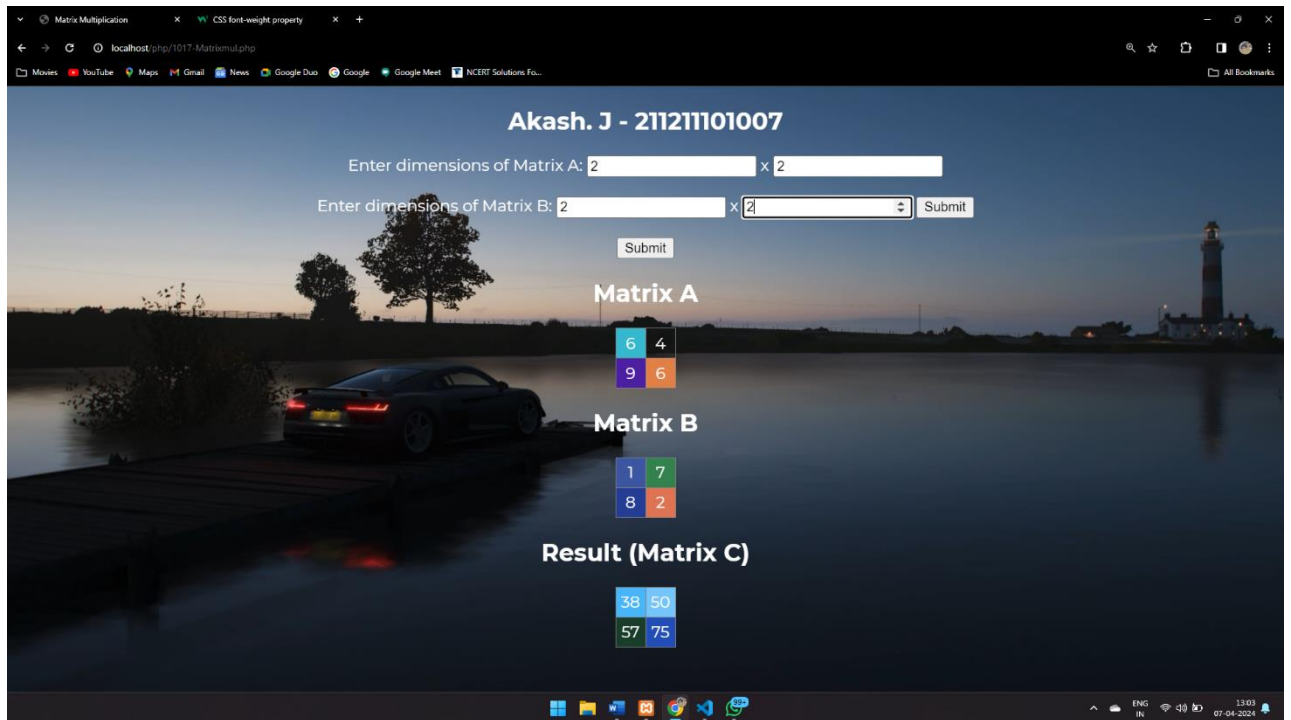 Matrix Multiplication CSS font-weight property
localhost/php/1017-Matrixmul.php
Movies YouTube Maps Gmail News Google Duo Google Google Meet NCERT Solutions Fo... All Bookmarks
Akash. J - 211211101007
Enter dimensions of Matrix A: 2 x 2
Enter dimensions of Matrix B: 2 x 2 Submit
Submit
Matrix A
6 4
9 6
Matrix B
1 7
8 2
Result (Matrix C)
38 50
57 75
99+
ENG 13:03
IN 07-04-2024